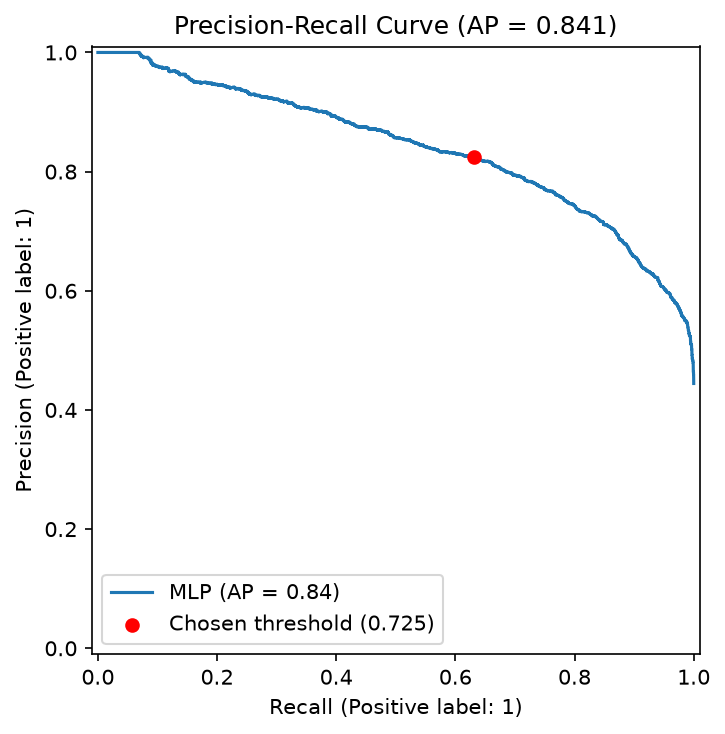 Precision-Recall Curve (AP = 0.841)
1.0
0.8
0.6
0.4
0.2
0.0
Precision (Positive label: 1)
MLP (AP = 0.84)
Chosen threshold (0.725)
0.0 0.2 0.4 0.6 0.8 1.0
Recall (Positive label: 1)